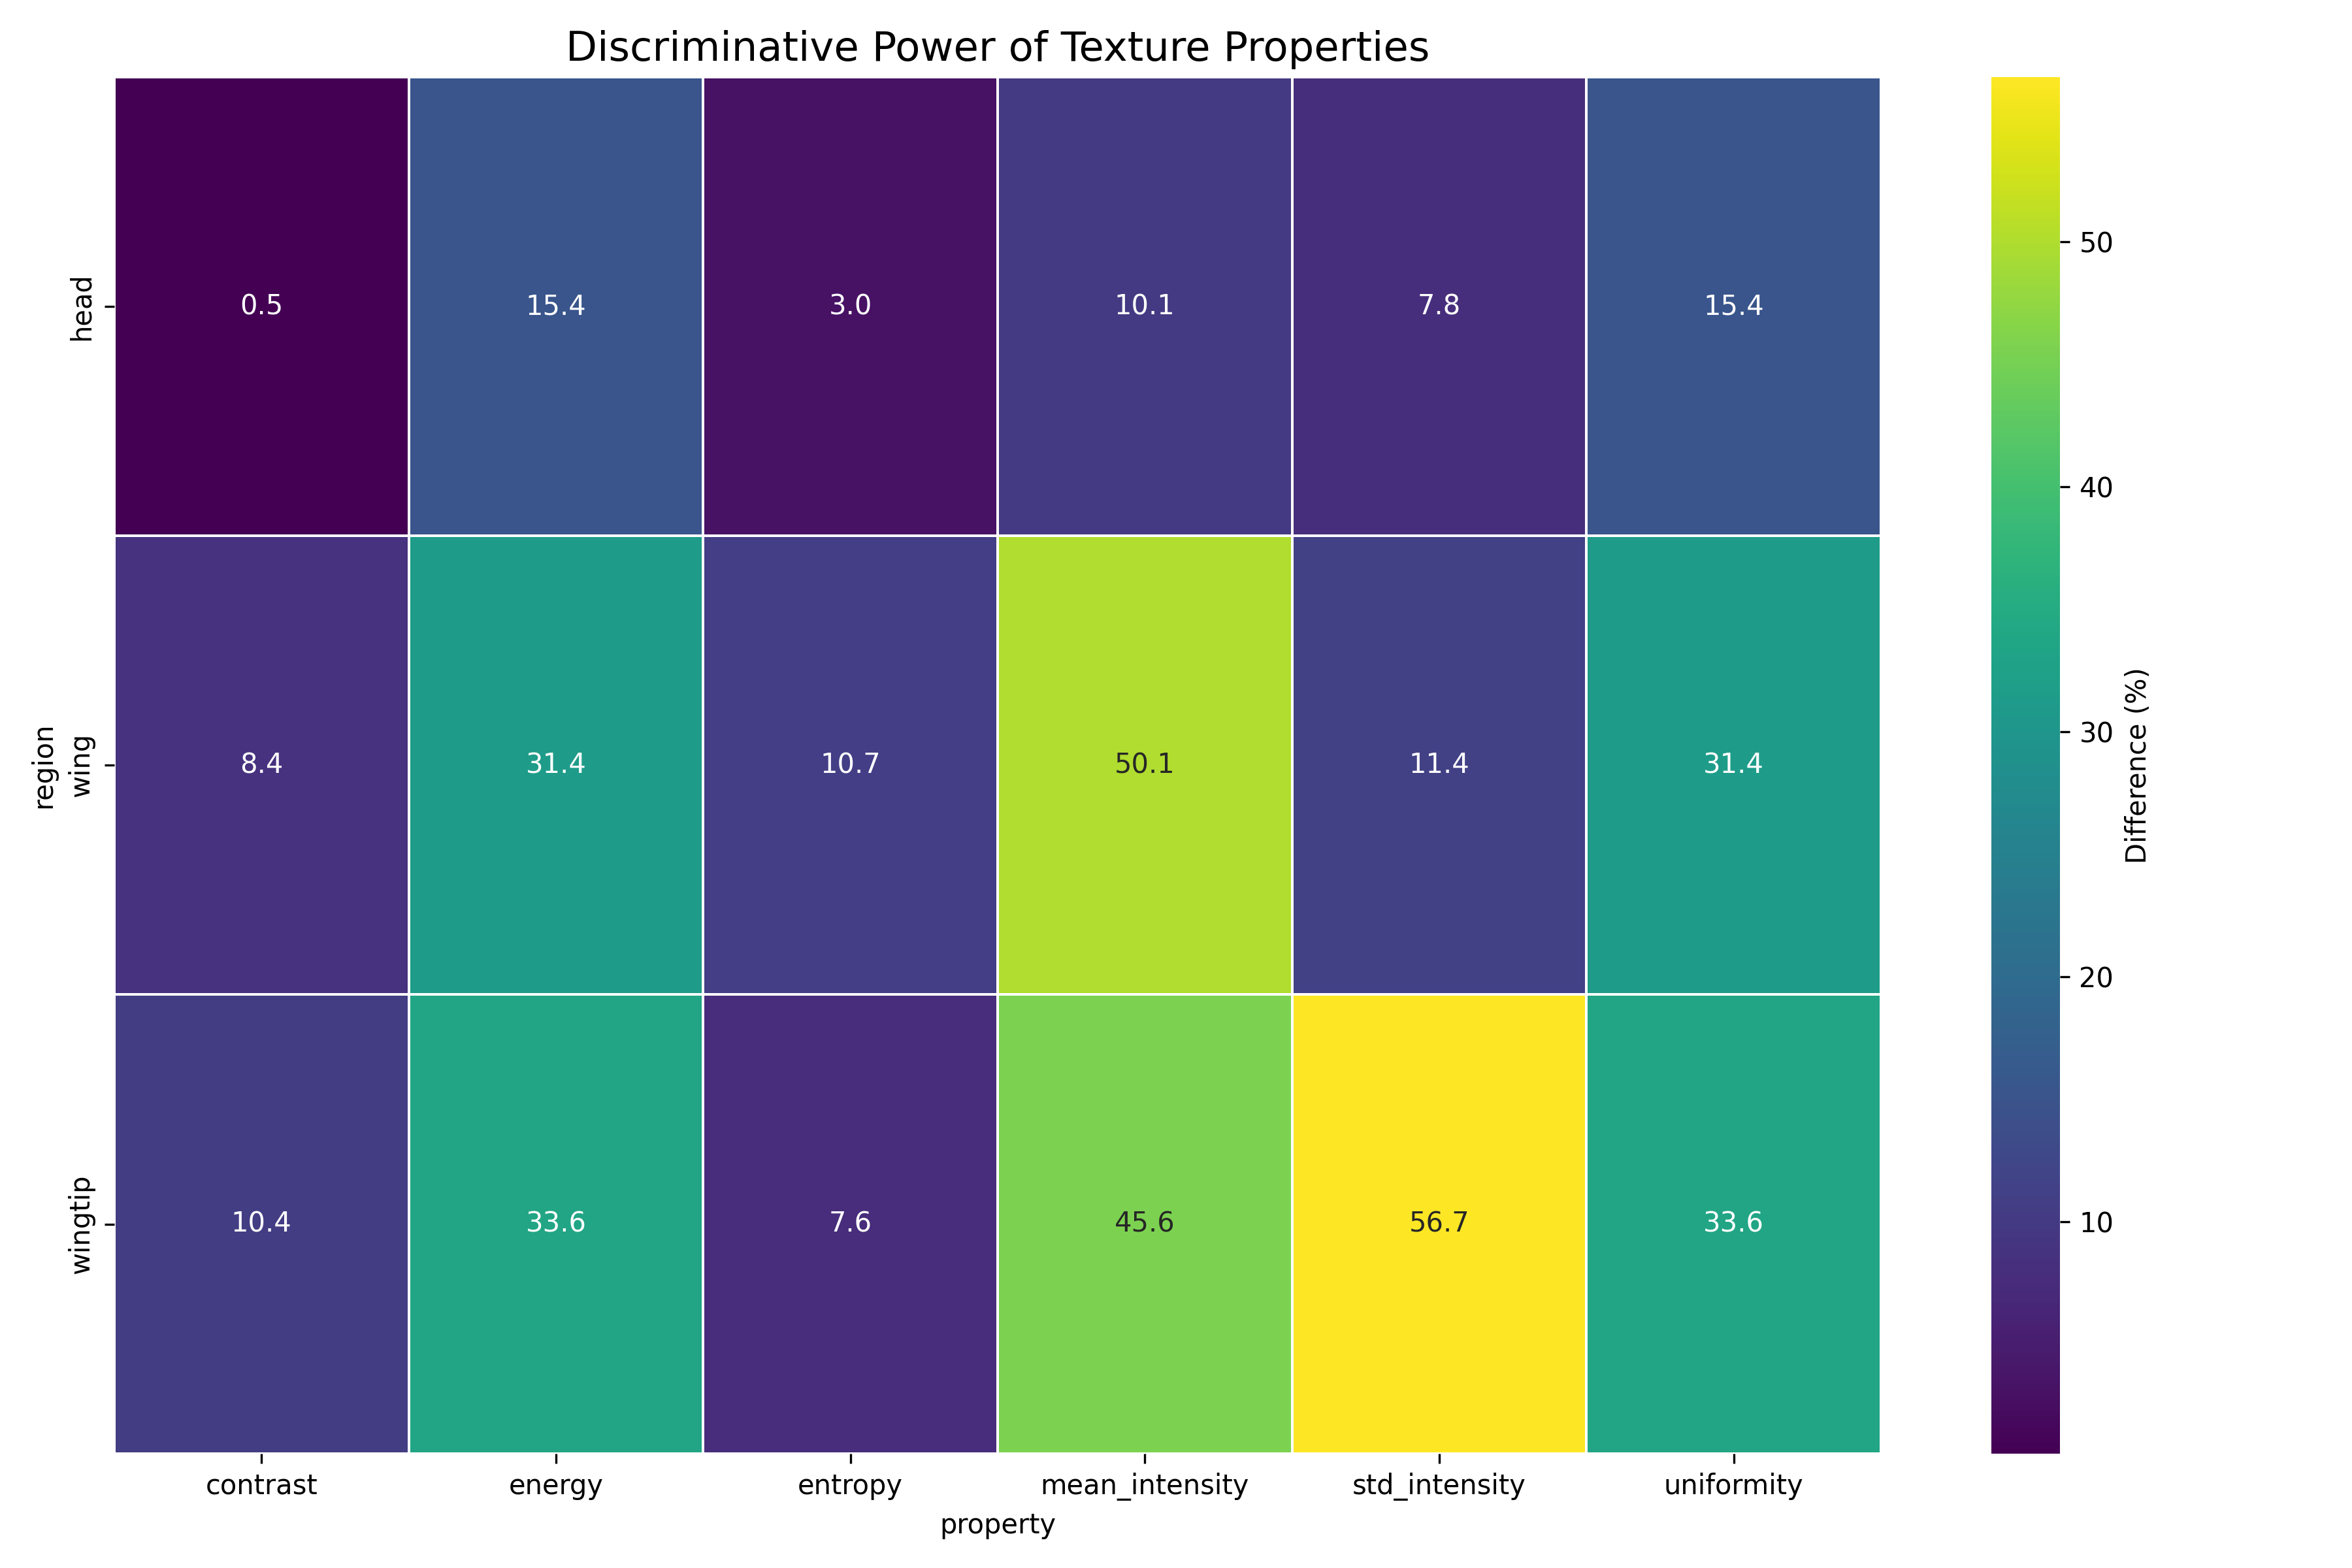 Discriminative Power of Texture Properties
head
0.5 15.4 3.0 10.1 7.8 15.4
region
wing
8.4 31.4 10.7 50.1 11.4 31.4
wingtip
10.4 33.6 7.6 45.6 56.7 33.6
contrast energy entropy mean_intensity std_intensity uniformity
property
50
40
30
20
10
Difference (%)